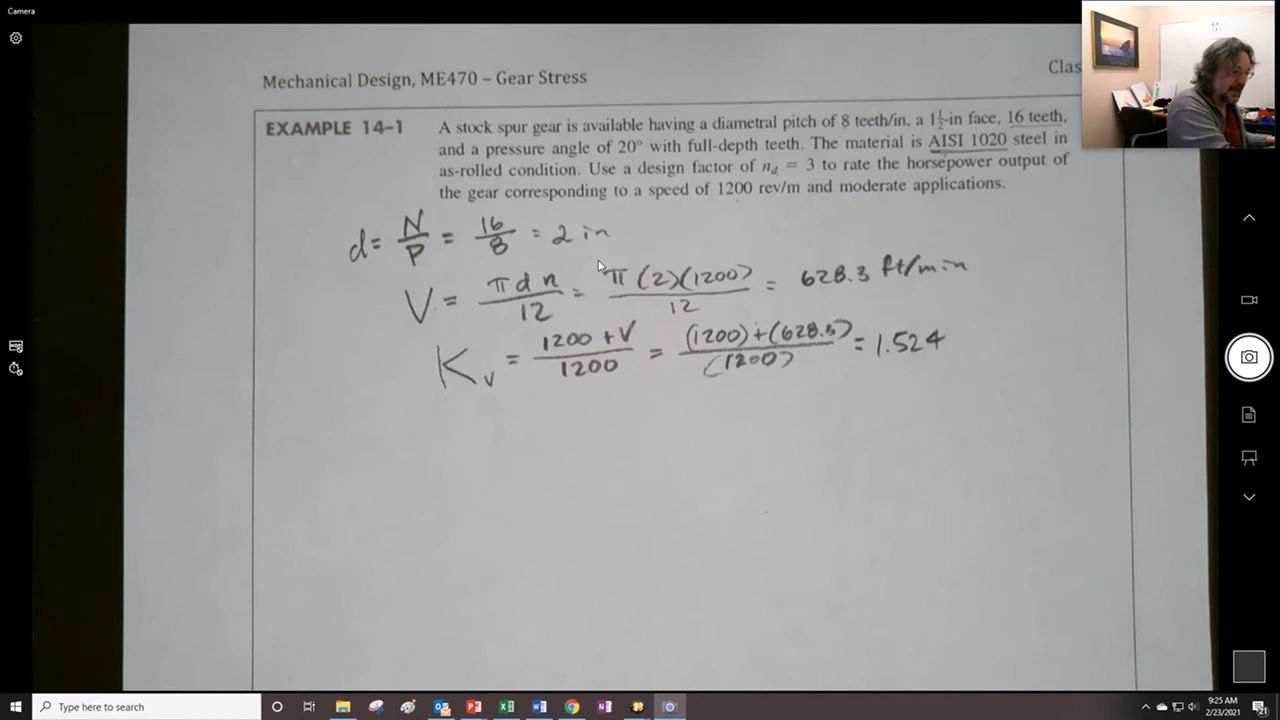 Camera
Mechanical Design, ME470 – Gear Stress
Clas
EXAMPLE 14–1
A stock spur gear is available having a diametral pitch of 8 teeth/in, a 1 1/2-in face, 16 teeth,
and a pressure angle of 20° with full-depth teeth. The material is AISI 1020 steel in
as-rolled condition. Use a design factor of n_d = 3 to rate the horsepower output of
the gear corresponding to a speed of 1200 rev/m and moderate applications.
d = N/P = 16/8 = 2 in
V = πdn/12 = π(2)(1200)/12 = 628.3 ft/min
K_v = 1200 + V/1200 = (1200)+(628.3)/(1200) = 1.524
Type here to search
9:25 AM
2/23/2021
21